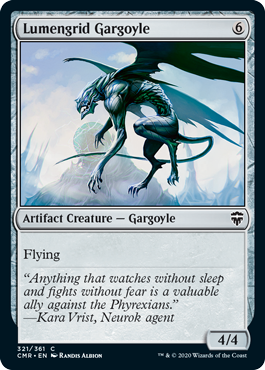 Lumengrid Gargoyle 6
Artifact Creature — Gargoyle
Flying
“Anything that watches without sleep
and fights without fear is a valuable
ally against the Phyrexians.”
—Kara Vrist, Neurok agent
4/4
321/361 C
CMR • EN RANDIS ALBION
™ & © 2020 Wizards of the Coast